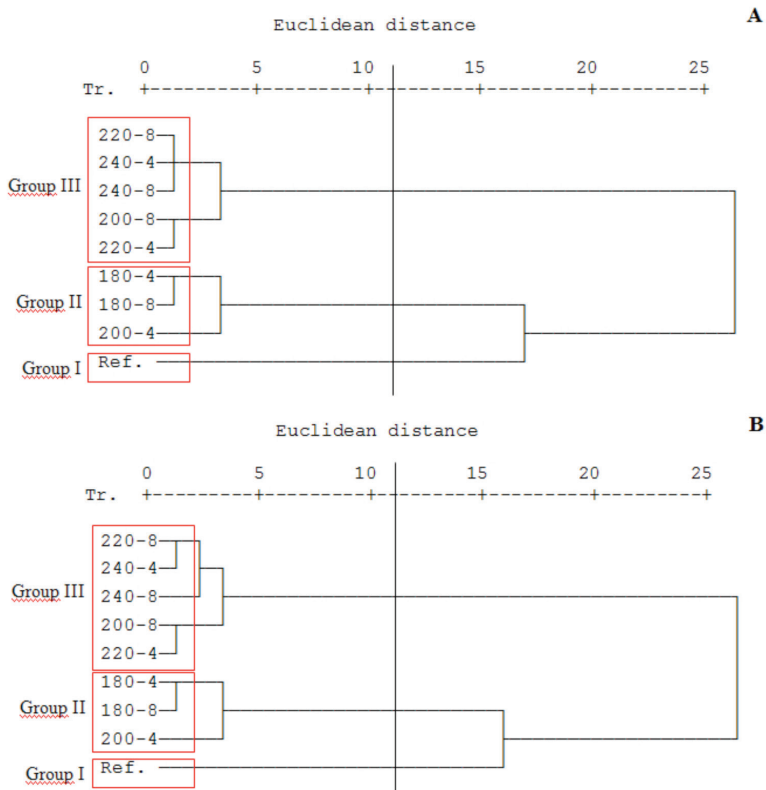 A
Euclidean distance
0 5 10 15 20 25
Tr.
220-8
240-4
Group III 240-8
200-8
220-4
180-4
Group II 180-8
200-4
Group I Ref.
B
Euclidean distance
0 5 10 15 20 25
Tr.
220-8
240-4
Group III 240-8
200-8
220-4
180-4
Group II 180-8
200-4
Group I Ref.